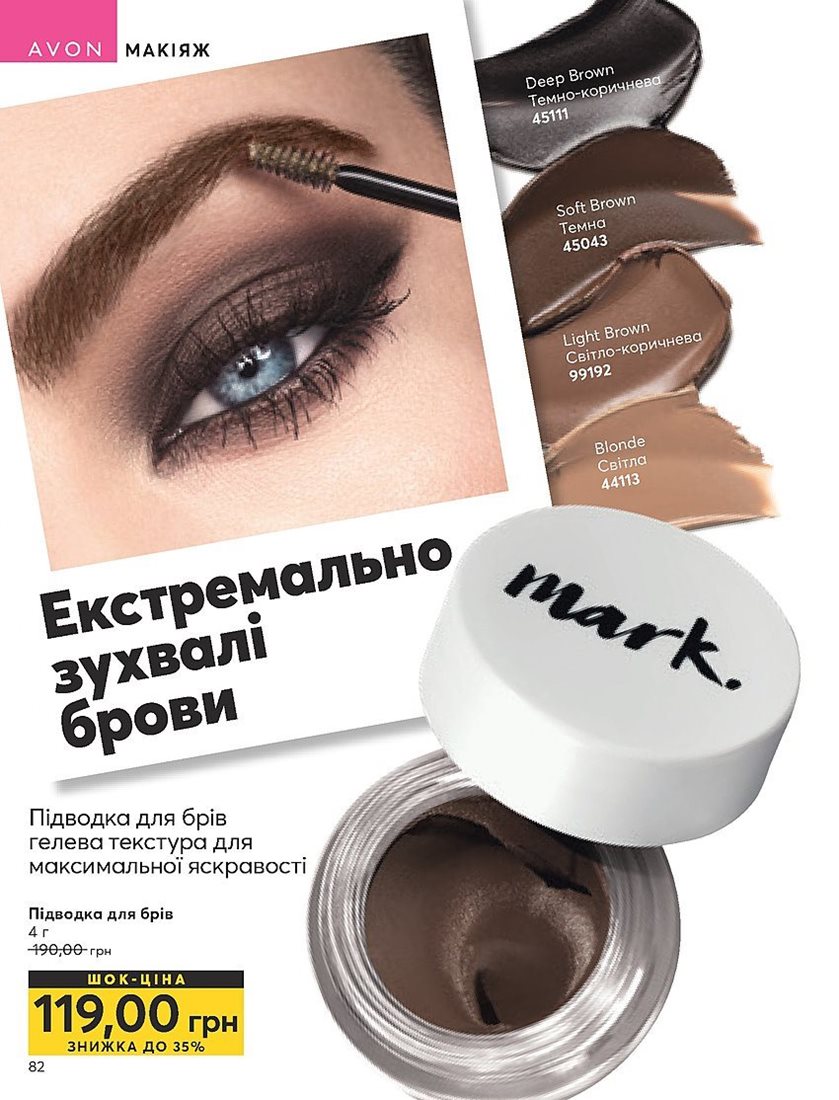 AVON МАКІЯЖ
Deep Brown
Темно-коричнева
45111
Soft Brown
Темна
45043
Light Brown
Світло-коричнева
99192
Blonde
Світла
44113
Екстремально
зухвалі
брови
mark.
Підводка для брів
гелева текстура для
максимальної яскравості
Підводка для брів
4 г
190,00 грн
ШОК-ЦІНА
119,00 грн
ЗНИЖКА ДО 35%
82